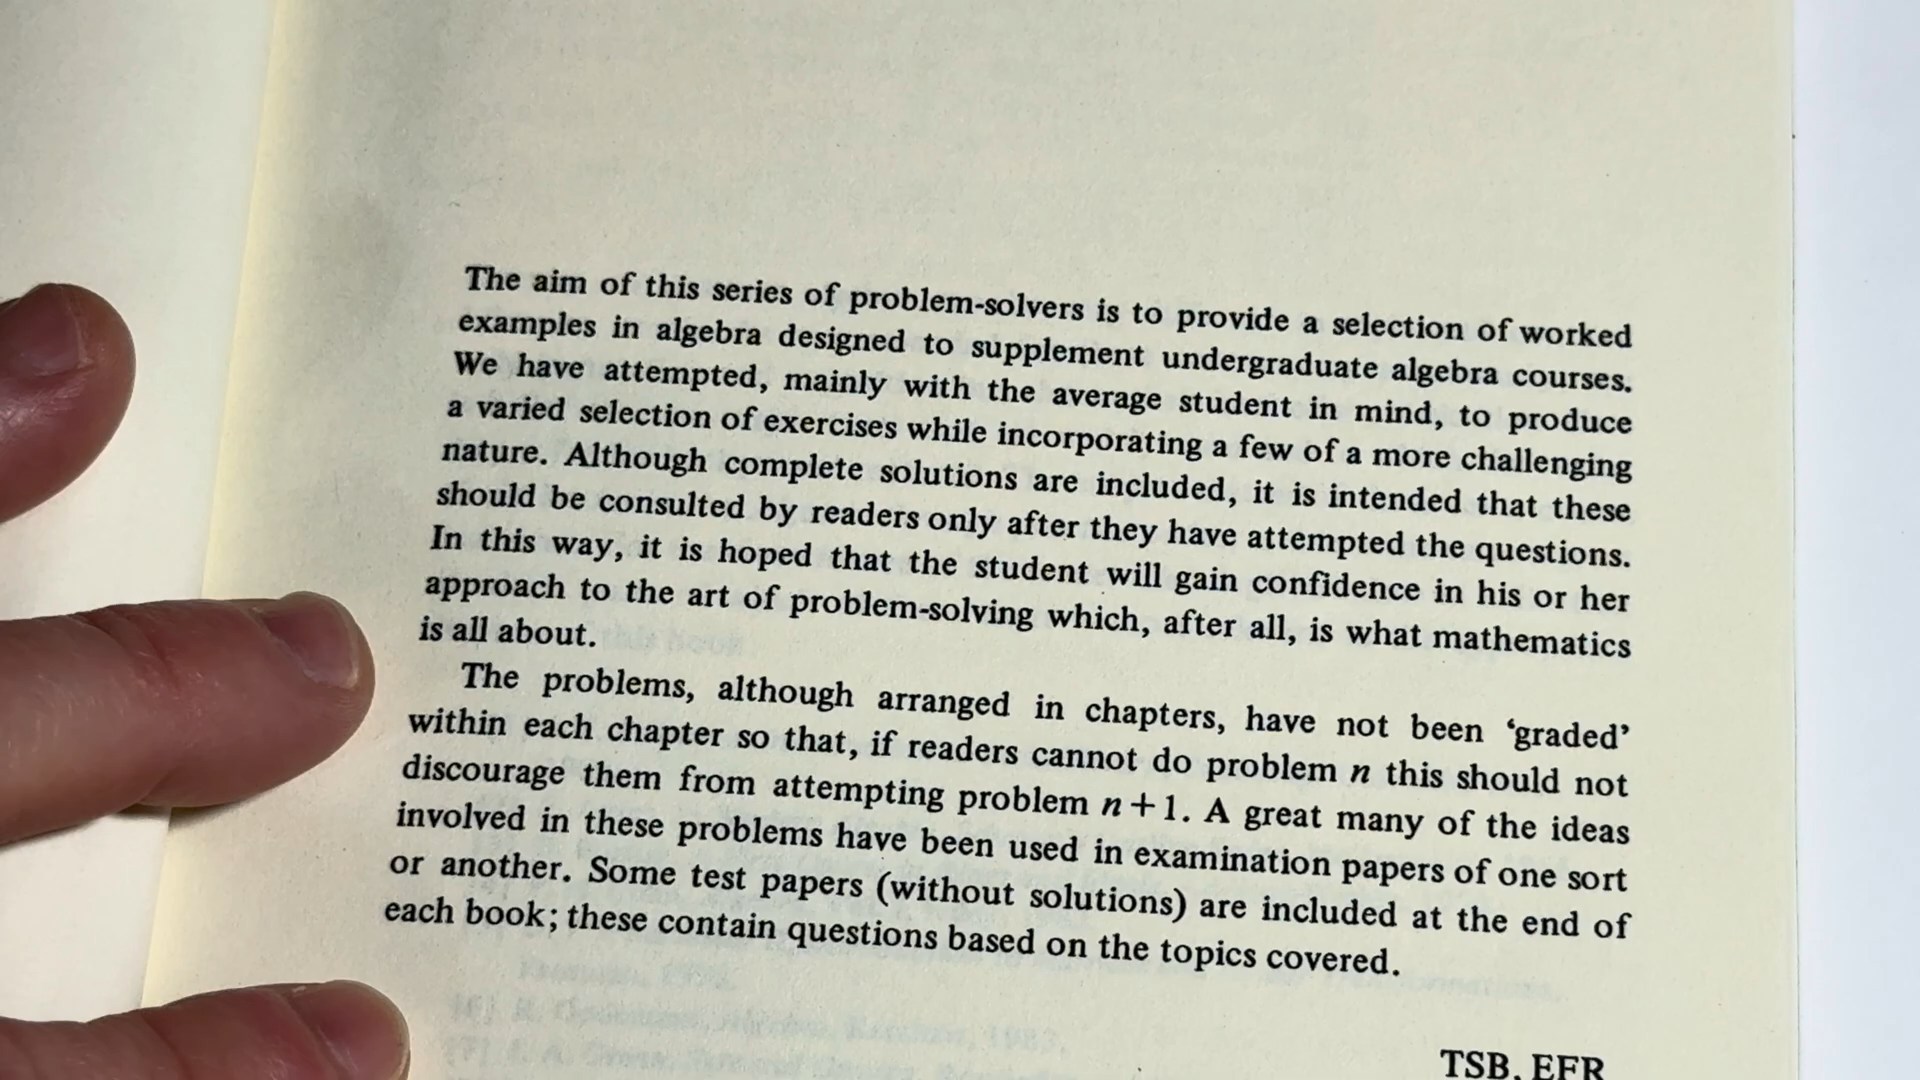 The aim of this series of problem-solvers is to provide a selection of worked
examples in algebra designed to supplement undergraduate algebra courses.
We have attempted, mainly with the average student in mind, to produce
a varied selection of exercises while incorporating a few of a more challenging
nature. Although complete solutions are included, it is intended that these
should be consulted by readers only after they have attempted the questions.
In this way, it is hoped that the student will gain confidence in his or her
approach to the art of problem-solving which, after all, is what mathematics
is all about.
The problems, although arranged in chapters, have not been ‘graded’
within each chapter so that, if readers cannot do problem n this should not
discourage them from attempting problem n+1. A great many of the ideas
involved in these problems have been used in examination papers of one sort
or another. Some test papers (without solutions) are included at the end of
each book; these contain questions based on the topics covered.
TSB, EFR